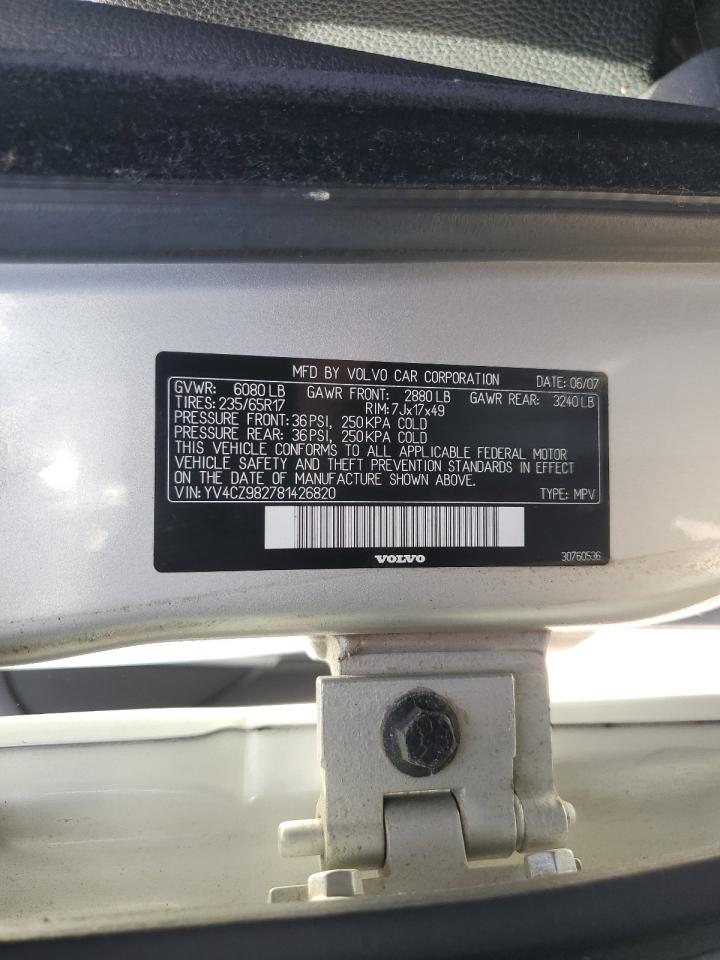 MFD BY VOLVO CAR CORPORATION DATE: 06/07
GVWR: 6080 LB GAWR FRONT: 2880 LB GAWR REAR: 3240 LB
TIRES: 235/65R17 RIM: 7Jx17x49
PRESSURE FRONT: 36 PSI, 250 KPA COLD
PRESSURE REAR: 36 PSI, 250 KPA COLD
THIS VEHICLE CONFORMS TO ALL APPLICABLE FEDERAL MOTOR
VEHICLE SAFETY AND THEFT PREVENTION STANDARDS IN EFFECT
ON THE DATE OF MANUFACTURE SHOWN ABOVE.
VIN: YV4CZ982781426820 TYPE: MPV
VOLVO 30760536